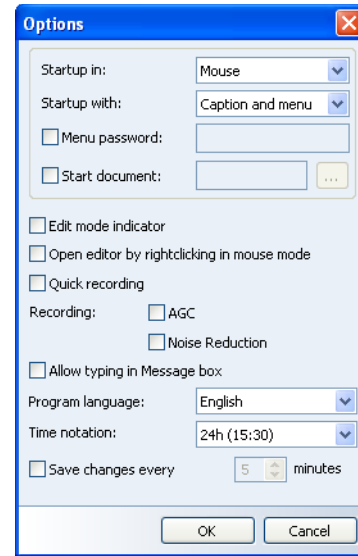 Options
Startup in: Mouse
Startup with: Caption and menu
Menu password:
Start document: ...
Edit mode indicator
Open editor by rightclicking in mouse mode
Quick recording
Recording: AGC
Noise Reduction
Allow typing in Message box
Program language: English
Time notation: 24h (15:30)
Save changes every 5 minutes
OK Cancel